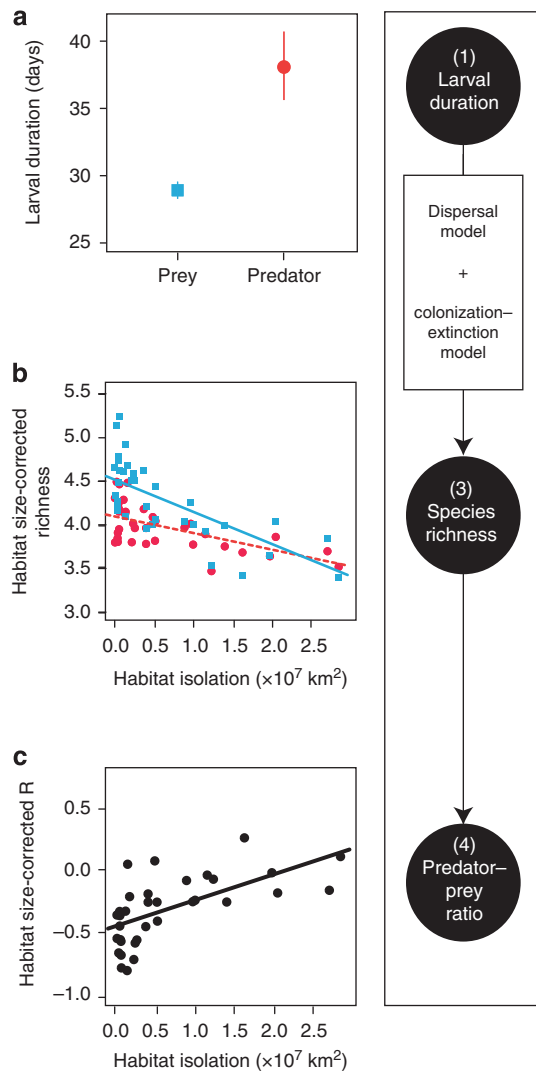 a
Larval duration (days)
40
35
30
25
Prey
Predator
b
Habitat size-corrected
richness
5.5
5.0
4.5
4.0
3.5
3.0
0.0
0.5
1.0
1.5
2.0
2.5
Habitat isolation (×10⁷ km²)
c
Habitat size-corrected R
0.5
0.0
−0.5
−1.0
0.0
0.5
1.0
1.5
2.0
2.5
Habitat isolation (×10⁷ km²)
(1)
Larval
duration
Dispersal
model
+
colonization–
extinction
model
(3)
Species
richness
(4)
Predator–
prey
ratio